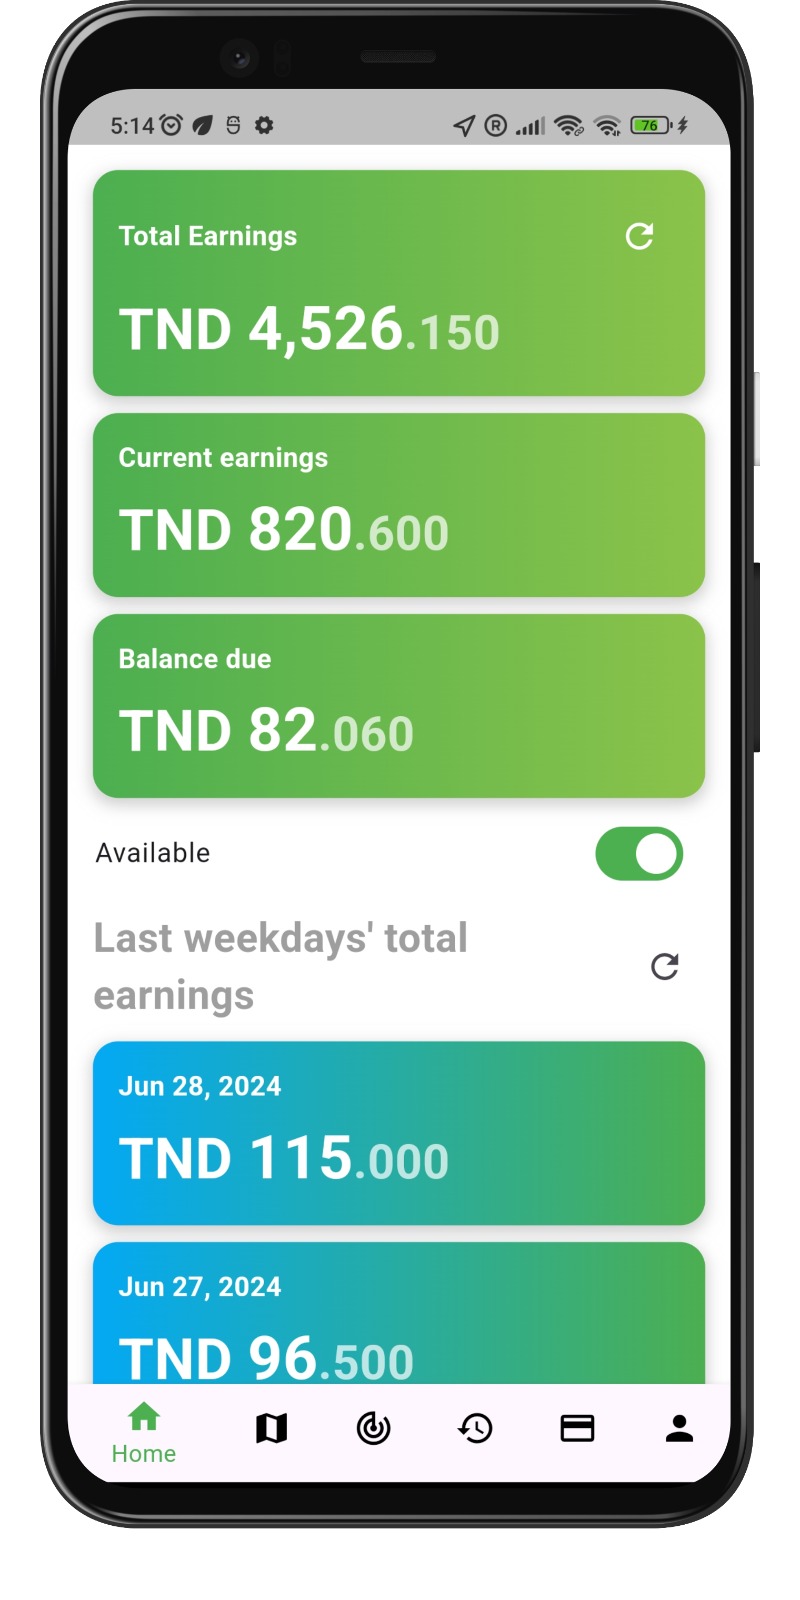 5:14 R 76
Total Earnings
TND 4,526.150
Current earnings
TND 820.600
Balance due
TND 82.060
Available
Last weekdays' total
earnings
Jun 28, 2024
TND 115.000
Jun 27, 2024
TND 96.500
Home